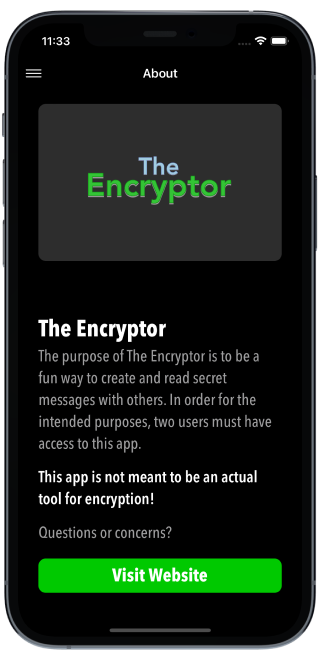 11:33
About
The
Encryptor
The Encryptor
The purpose of The Encryptor is to be a
fun way to create and read secret
messages with others. In order for the
intended purposes, two users must have
access to this app.
This app is not meant to be an actual
tool for encryption!
Questions or concerns?
Visit Website